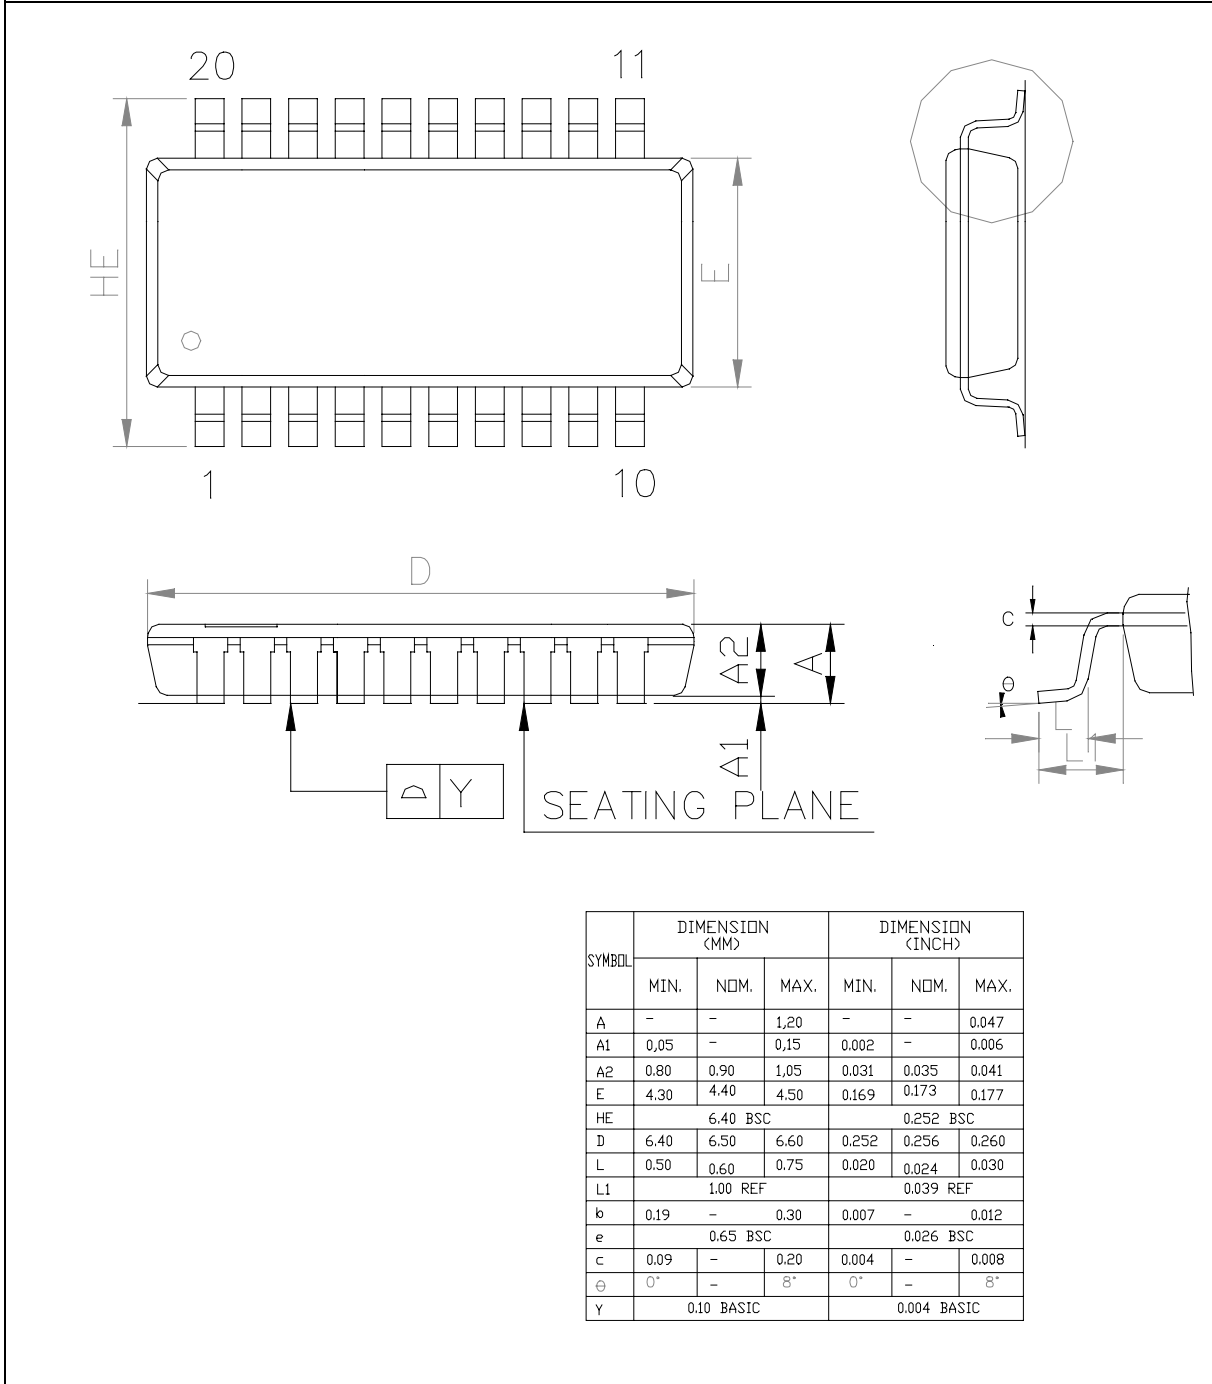 20 11
HE
E
1 10
D
A2
A
A1
Y
SEATING PLANE
C
θ
L
L
SYMBOL DIMENSION (MM) DIMENSION (INCH)
MIN. NOM. MAX. MIN. NOM. MAX.
A - - 1,20 - - 0.047
A1 0,05 - 0,15 0.002 - 0.006
A2 0.80 0.90 1,05 0.031 0.035 0.041
E 4.30 4.40 4.50 0.169 0.173 0.177
HE 6.40 BSC 0.252 BSC
D 6.40 6.50 6.60 0.252 0.256 0.260
L 0.50 0.60 0.75 0.020 0.024 0.030
L1 1.00 REF 0.039 REF
b 0.19 - 0.30 0.007 - 0.012
e 0.65 BSC 0.026 BSC
c 0.09 - 0.20 0.004 - 0.008
θ 0° - 8° 0° - 8°
Y 0.10 BASIC 0.004 BASIC